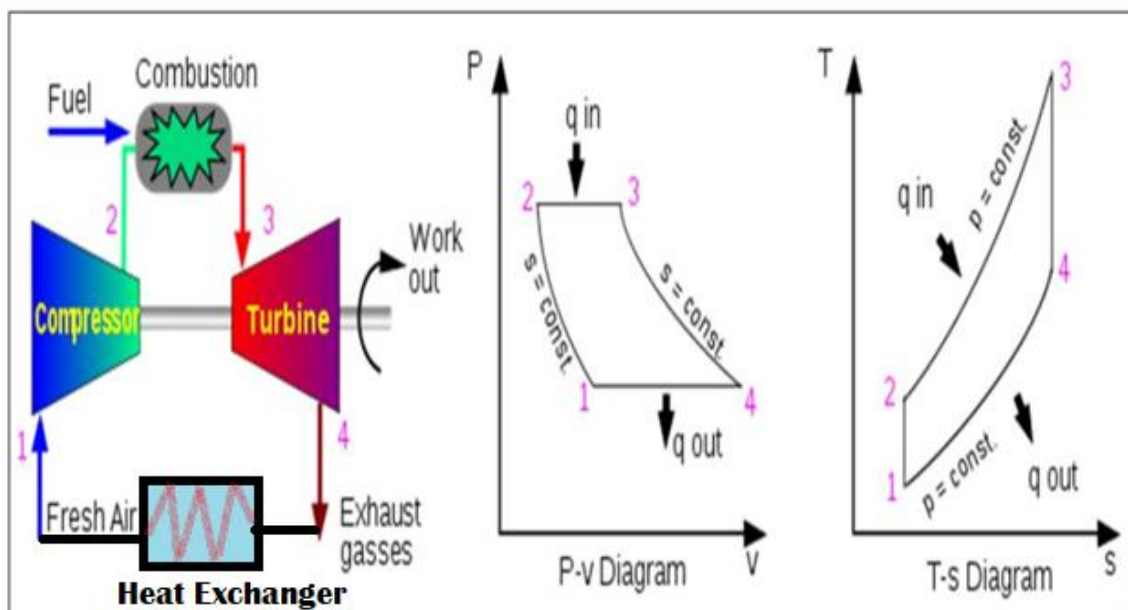 Fuel
Combustion
2
3
Compressor
Turbine
Work
out
1
4
Fresh Air
Exhaust
gasses
Heat Exchanger
P
q in
2
3
s = const.
s = const.
1
4
q out
V
P-v Diagram
T
3
q in
p = const.
4
2
1
p = const.
q out
s
T-s Diagram